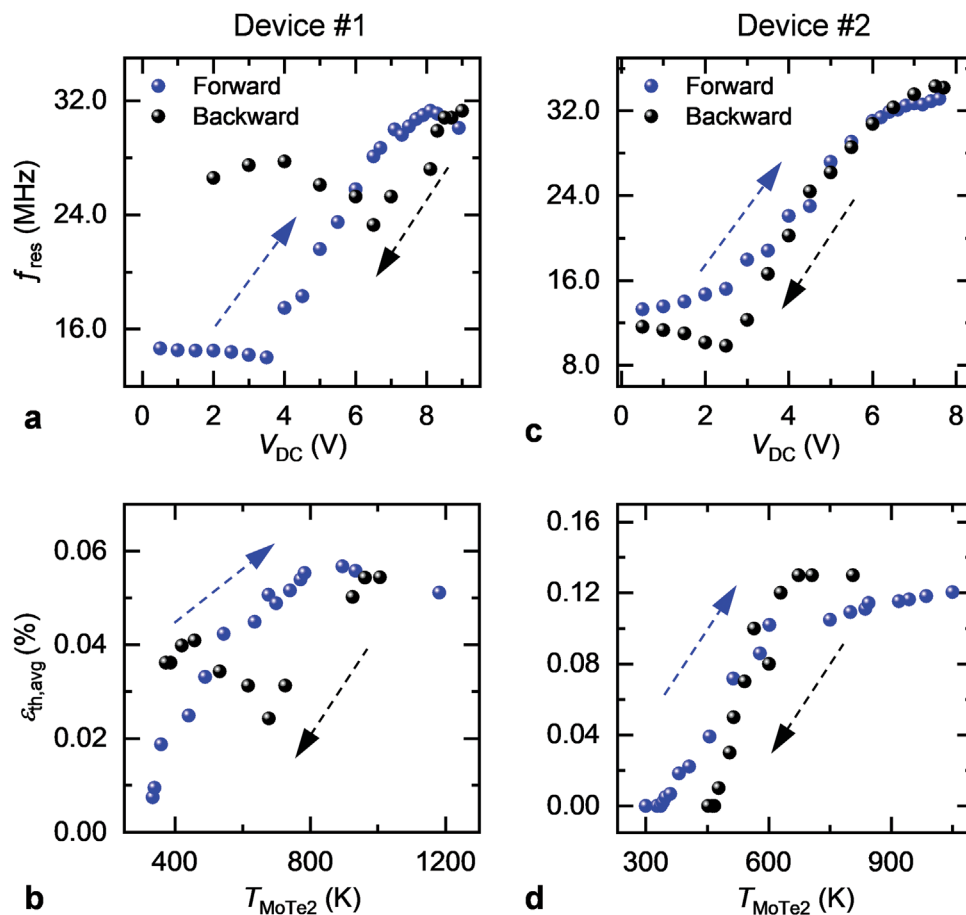 Device #1
Device #2
Forward
Backward
32.0
24.0
16.0
f_res (MHz)
0 2 4 6 8
V_DC (V)
a
Forward
Backward
32.0
24.0
16.0
8.0
0 2 4 6 8
V_DC (V)
c
0.06
0.04
0.02
0.00
ε_th,avg (%)
400 800 1200
T_MoTe2 (K)
b
0.16
0.12
0.08
0.04
0.00
300 600 900
T_MoTe2 (K)
d